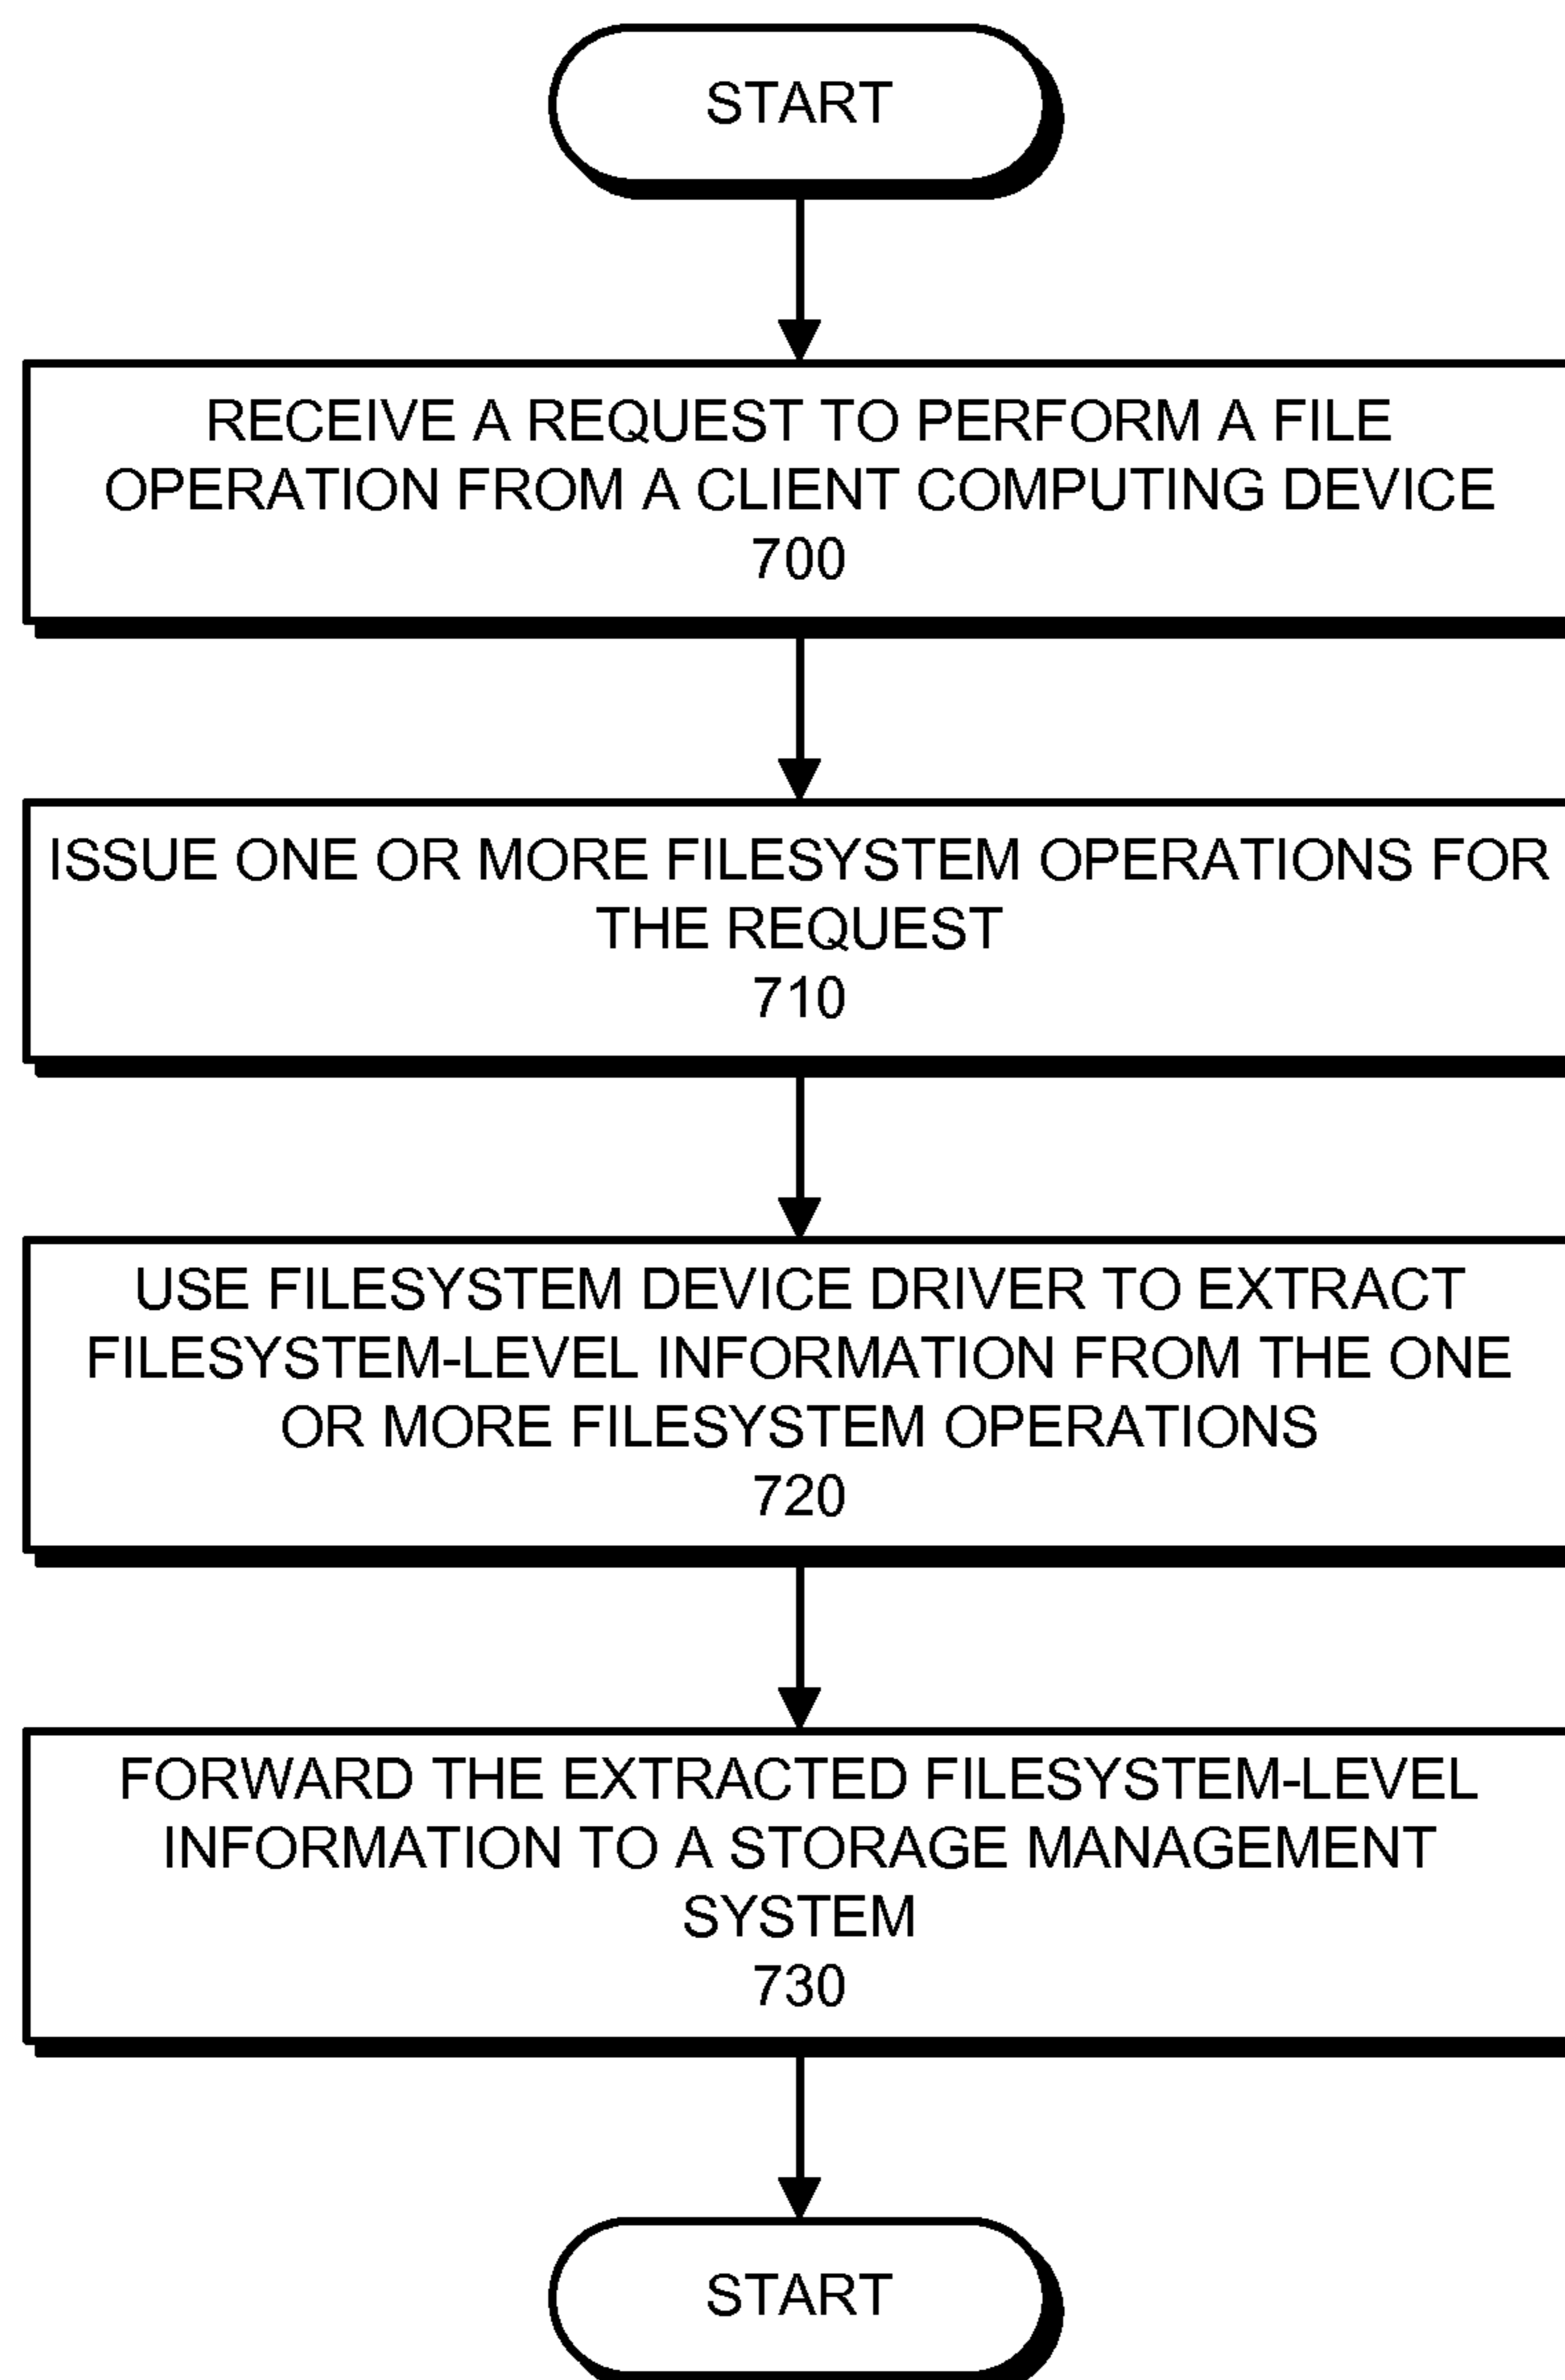 START
RECEIVE A REQUEST TO PERFORM A FILE
OPERATION FROM A CLIENT COMPUTING DEVICE
700
ISSUE ONE OR MORE FILESYSTEM OPERATIONS FOR
THE REQUEST
710
USE FILESYSTEM DEVICE DRIVER TO EXTRACT
FILESYSTEM-LEVEL INFORMATION FROM THE ONE
OR MORE FILESYSTEM OPERATIONS
720
FORWARD THE EXTRACTED FILESYSTEM-LEVEL
INFORMATION TO A STORAGE MANAGEMENT
SYSTEM
730
START